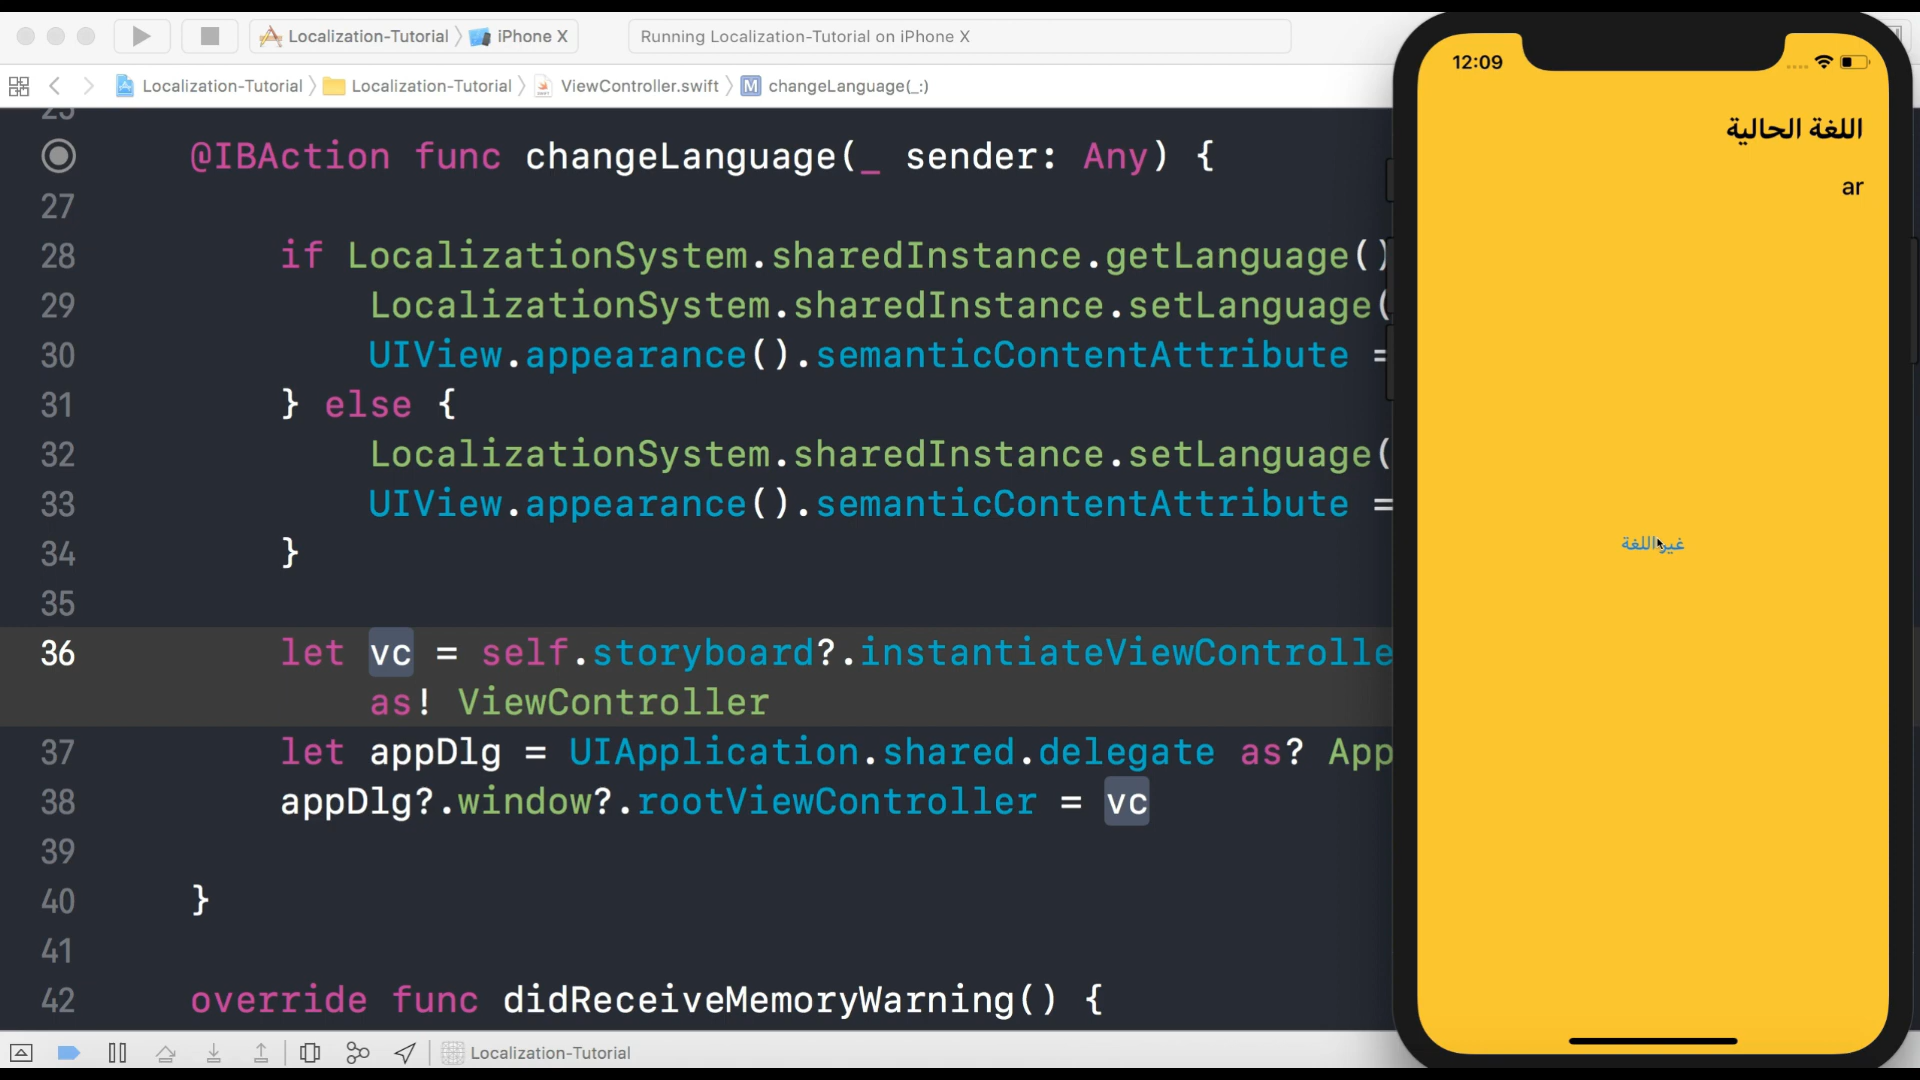 Localization-Tutorial
iPhone X
Running Localization-Tutorial on iPhone X
Localization-Tutorial
Localization-Tutorial
ViewController.swift
M
changeLanguage(_:)
25
@IBAction func changeLanguage(_ sender: Any) {
27
28 if LocalizationSystem.sharedInstance.getLanguage()
29 LocalizationSystem.sharedInstance.setLanguage(
30 UIView.appearance().semanticContentAttribute =
31 } else {
32 LocalizationSystem.sharedInstance.setLanguage(
33 UIView.appearance().semanticContentAttribute =
34 }
35
36 let vc = self.storyboard?.instantiateViewControlle
as! ViewController
37 let appDlg = UIApplication.shared.delegate as? App
38 appDlg?.window?.rootViewController = vc
39
40 }
41
42 override func didReceiveMemoryWarning() {
Localization-Tutorial
12:09
اللغة الحالية
ar
غير اللغة